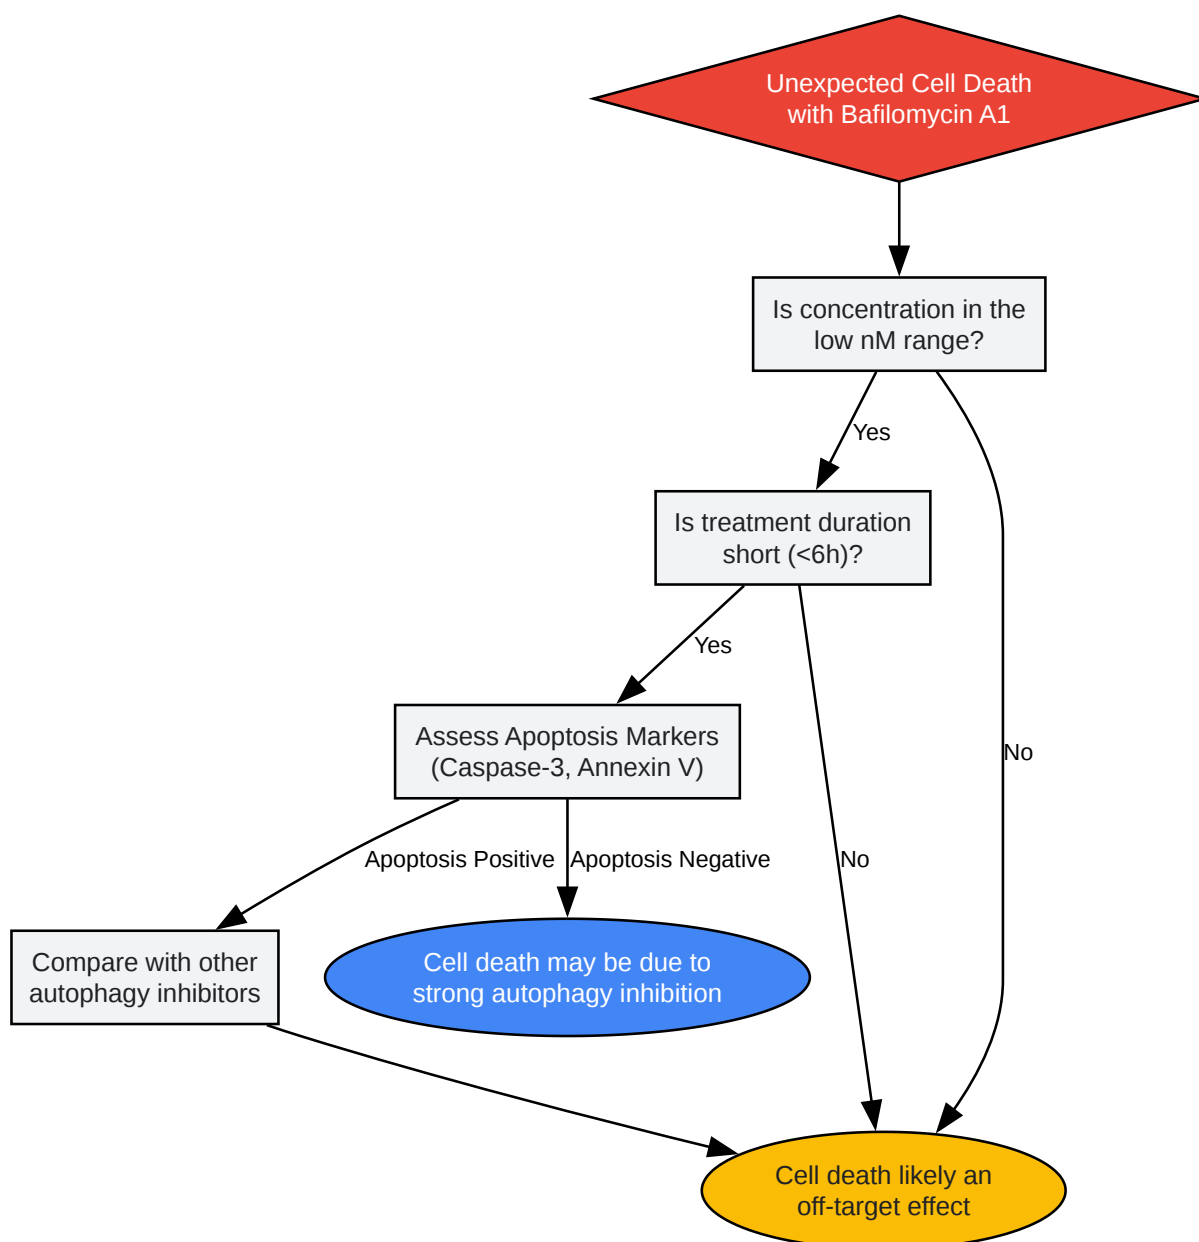 Unexpected Cell Death
with Bafilomycin A1
Is concentration in the
low nM range?
Yes
Is treatment duration
short (<6h)?
Yes
Assess Apoptosis Markers
(Caspase-3, Annexin V)
No
Apoptosis Positive
Apoptosis Negative
No
Compare with other
autophagy inhibitors
Cell death may be due to
strong autophagy inhibition
Cell death likely an
off-target effect